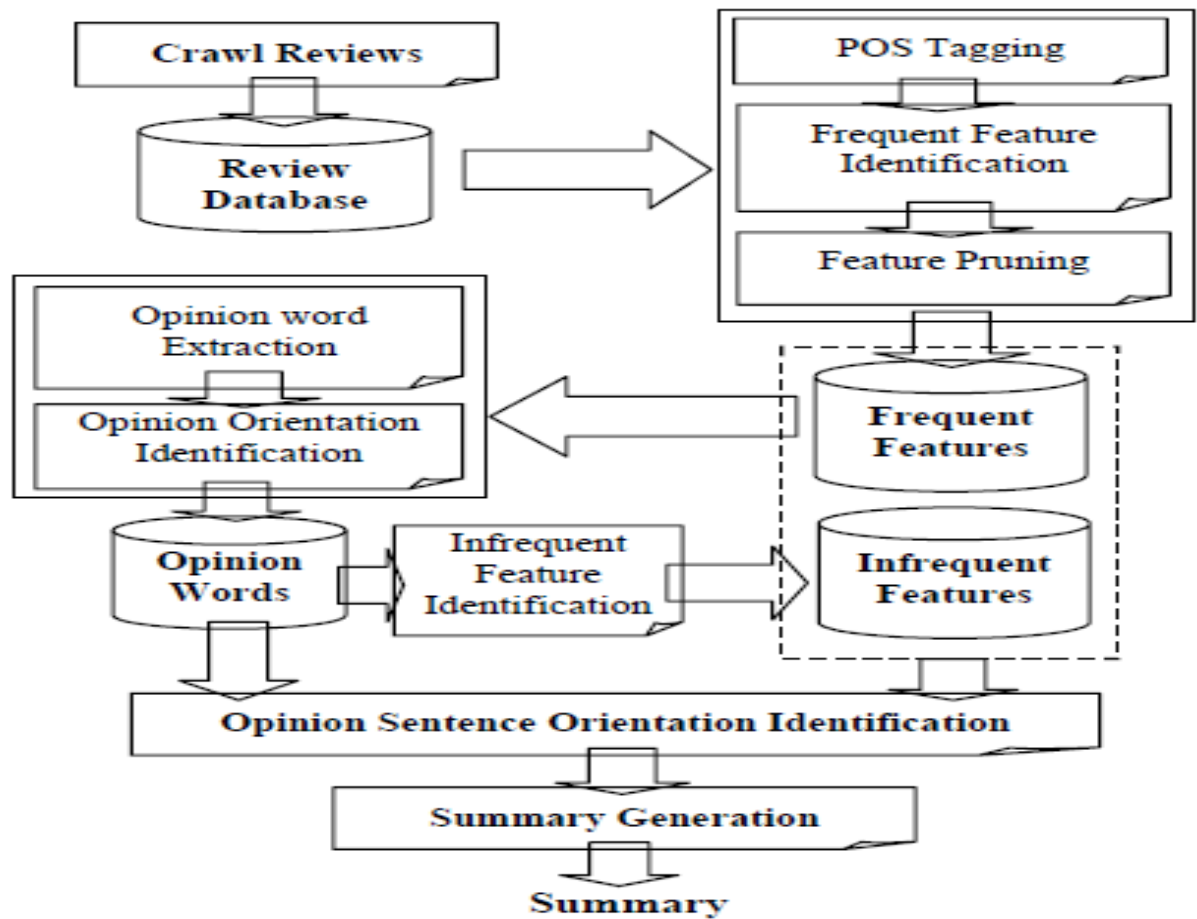 Crawl Reviews
Review
Database
POS Tagging
Frequent Feature
Identification
Feature Pruning
Opinion word
Extraction
Opinion Orientation
Identification
Frequent
Features
Opinion
Words
Infrequent
Feature
Identification
Infrequent
Features
Opinion Sentence Orientation Identification
Summary Generation
Summary